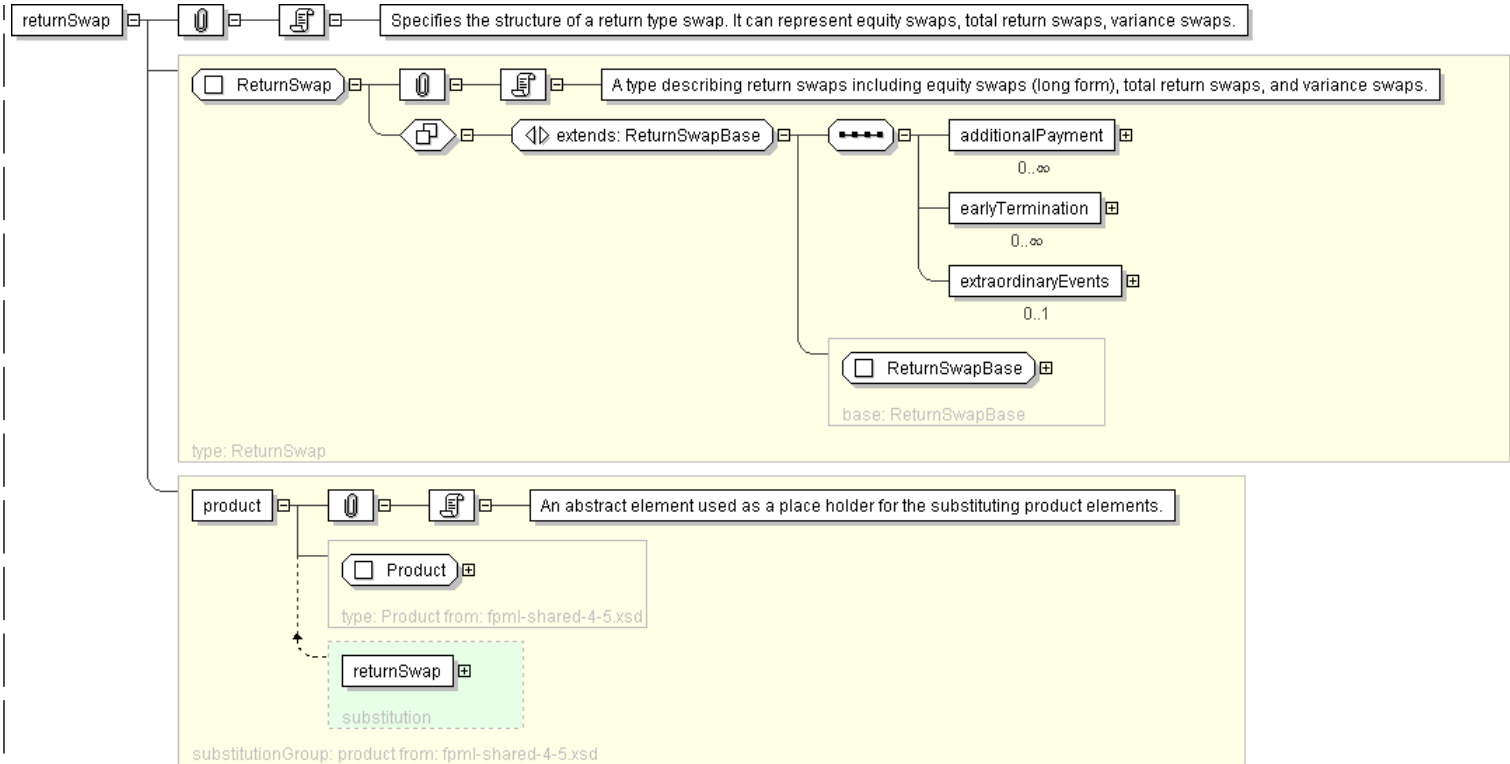 returnSwap
Specifies the structure of a return type swap. It can represent equity swaps, total return swaps, variance swaps.
ReturnSwap
A type describing return swaps including equity swaps (long form), total return swaps, and variance swaps.
extends: ReturnSwapBase
additionalPayment
0..∞
earlyTermination
0..∞
extraordinaryEvents
0..1
ReturnSwapBase
base: ReturnSwapBase
type: ReturnSwap
product
An abstract element used as a place holder for the substituting product elements.
Product
type: Product from: fpml-shared-4-5.xsd
returnSwap
substitution
substitutionGroup: product from: fpml-shared-4-5.xsd